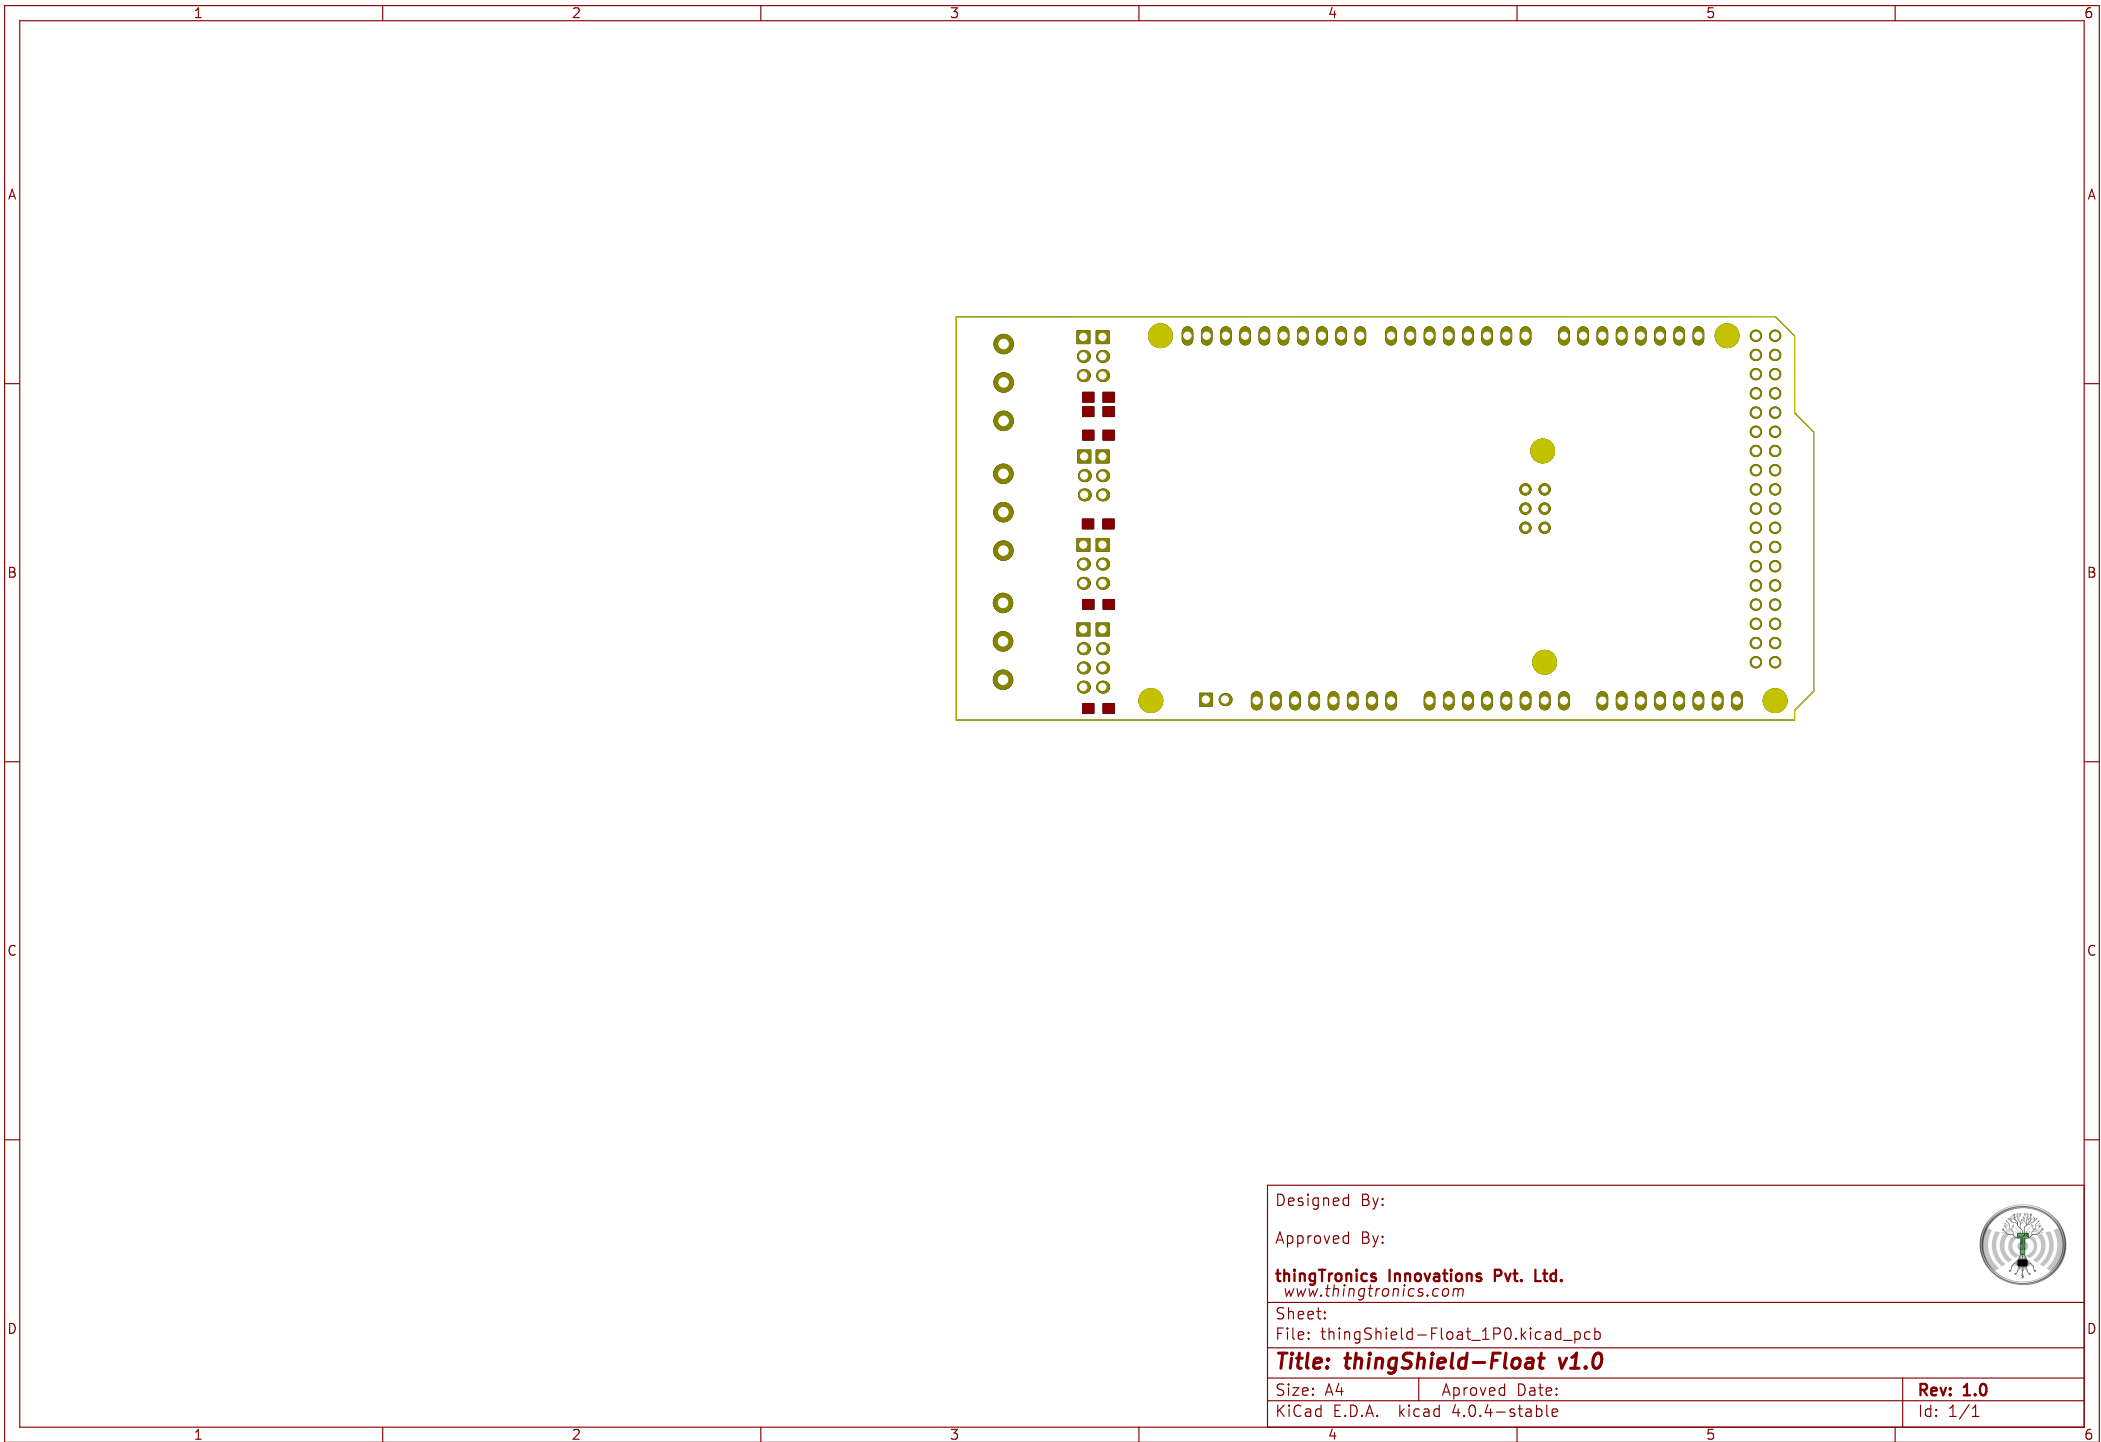 1 2 3 4 5 6
A A
B B
C C
D D
Designed By:
Approved By:
thingTronics Innovations Pvt. Ltd.
www.thingtronics.com
Sheet:
File: thingShield-Float_1P0.kicad_pcb
Title: thingShield-Float v1.0
Size: A4 Aproved Date: Rev: 1.0
KiCad E.D.A. kicad 4.0.4-stable Id: 1/1
1 2 3 4 5 6